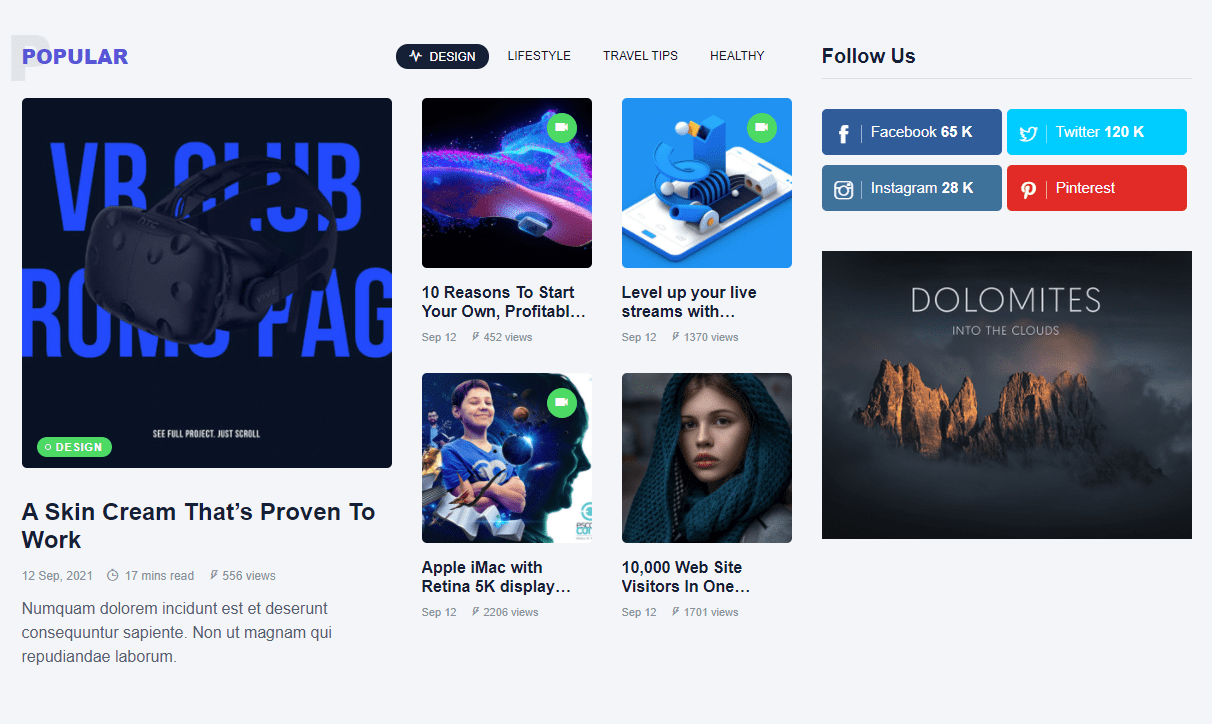 POPULAR
DESIGN LIFESTYLE TRAVEL TIPS HEALTHY
VR CLUB
ROMO PAG
SEE FULL PROJECT. JUST SCROLL
DESIGN
A Skin Cream That’s Proven To
Work
12 Sep, 2021 17 mins read 556 views
Numquam dolorem incidunt est et deserunt
consequuntur sapiente. Non ut magnam qui
repudiandae laborum.
10 Reasons To Start
Your Own, Profitabl...
Sep 12 452 views
Level up your live
streams with...
Sep 12 1370 views
Apple iMac with
Retina 5K display...
Sep 12 2206 views
10,000 Web Site
Visitors In One...
Sep 12 1701 views
Follow Us
Facebook 65 K
Twitter 120 K
Instagram 28 K
Pinterest
DOLOMITES
INTO THE CLOUDS